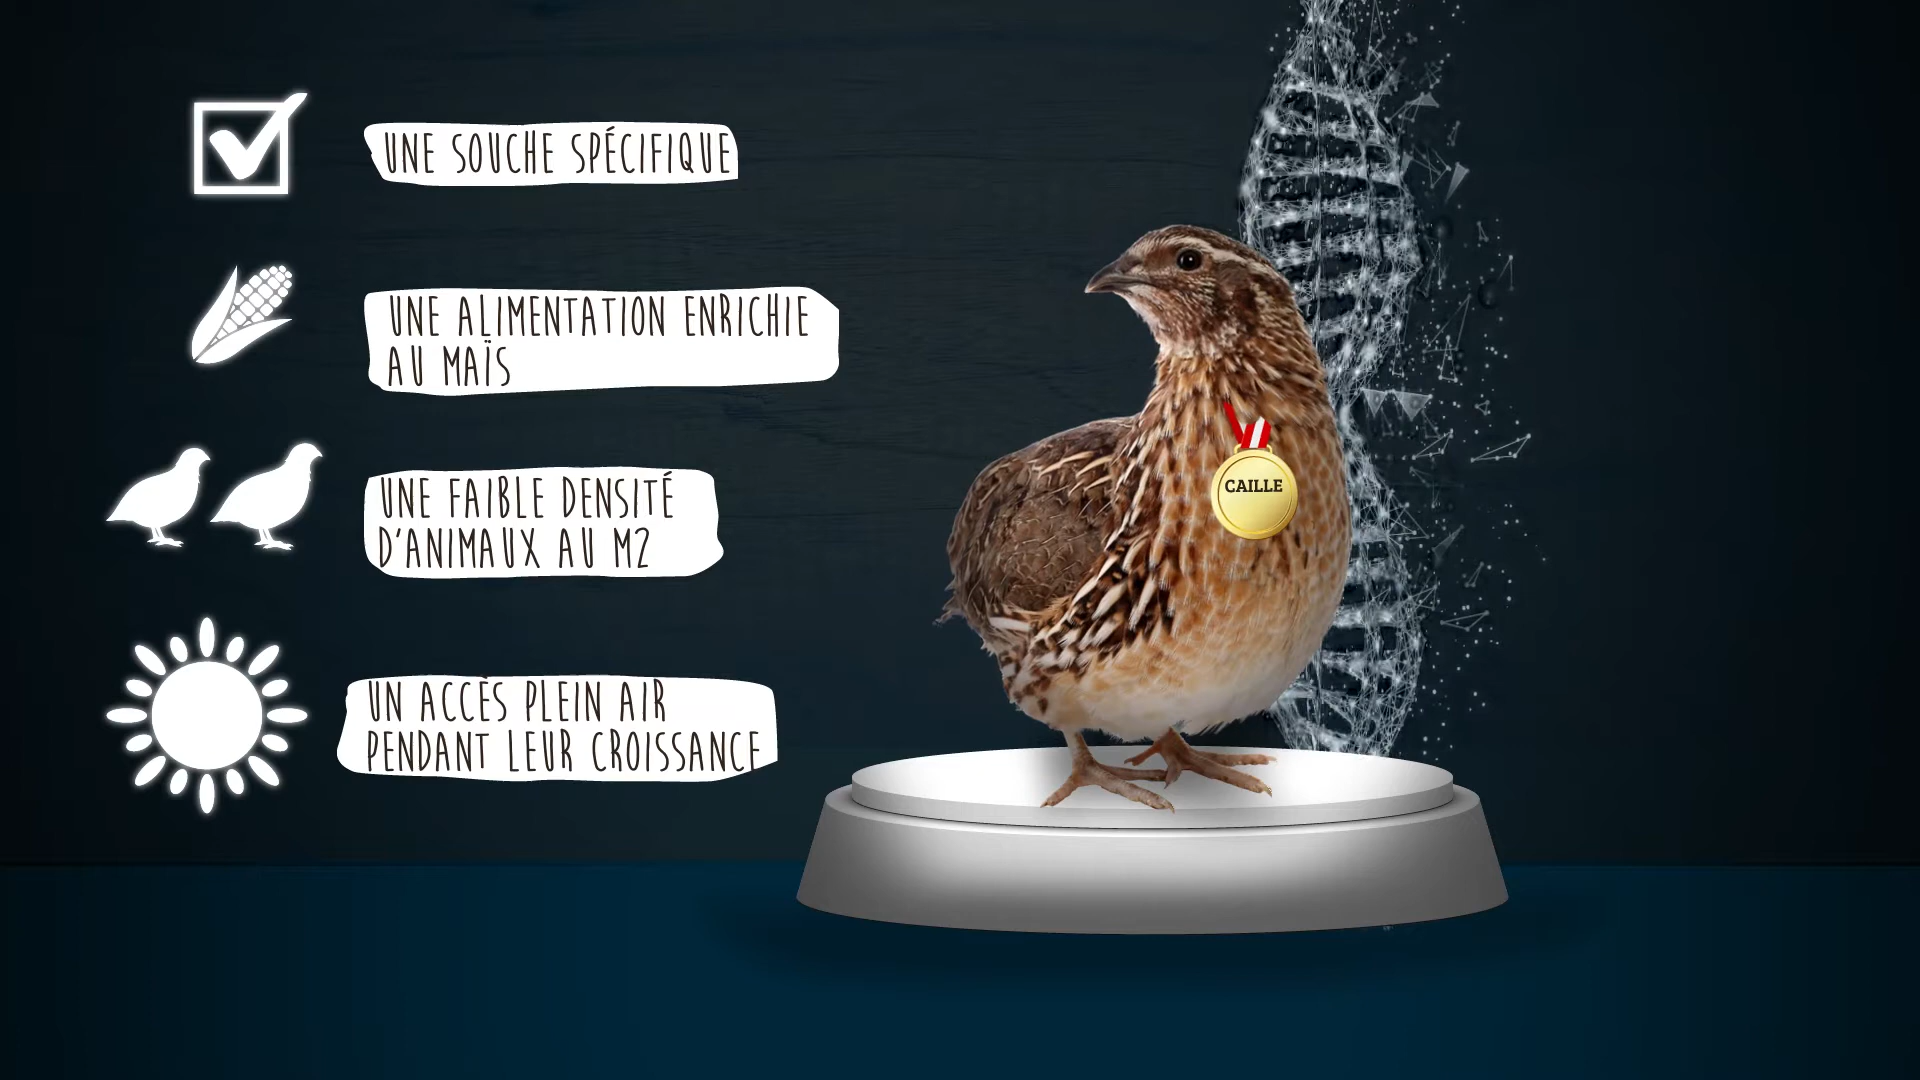 UNE SOUCHE SPÉCIFIQUE
UNE ALIMENTATION ENRICHIE
AU MAÏS
UNE FAIBLE DENSITÉ
D'ANIMAUX AU M2
UN ACCÈS PLEIN AIR
PENDANT LEUR CROISSANCE
CAILLE